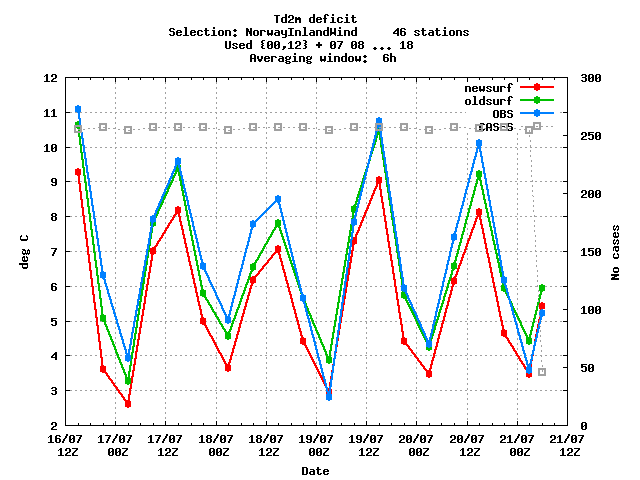 Td2m deficit
Selection: NorwayInlandWind     46 stations
Used {00,12} + 07 08 ... 18
Averaging window:  6h
newsurf
oldsurf
OBS
CASES
12
11
10
9
8
7
6
5
4
3
2
deg C
300
250
200
150
100
50
0
No cases
16/07 17/07 17/07 18/07 18/07 19/07 19/07 20/07 20/07 21/07 21/07
12Z 00Z 12Z 00Z 12Z 00Z 12Z 00Z 12Z 00Z 12Z
Date